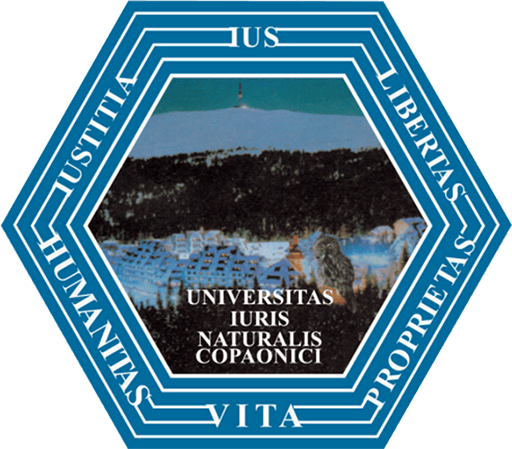 IUS
LIBERTAS
PROPRIETAS
VITA
HUMANITAS
IUSTITIA
UNIVERSITAS
IURIS
NATURALIS
COPAONICI